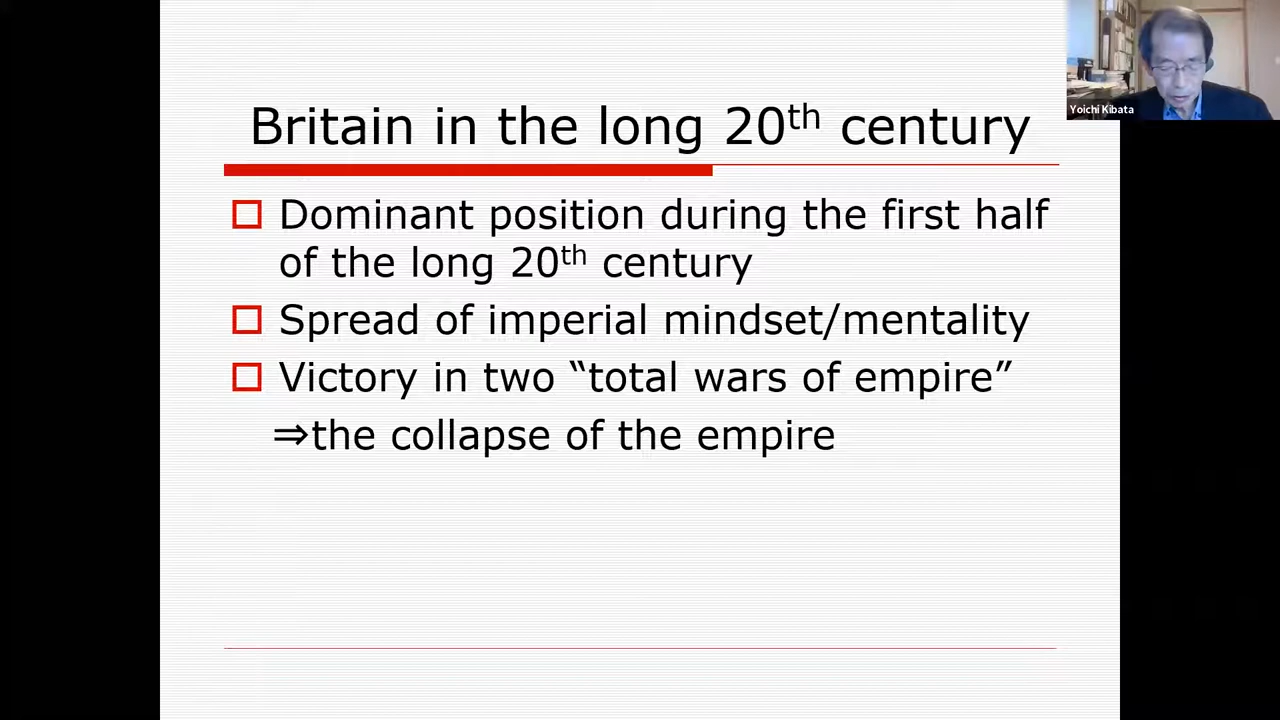 Britain in the long 20th century
Yoichi Kibata
Dominant position during the first half
of the long 20th century
Spread of imperial mindset/mentality
Victory in two “total wars of empire”
⇒the collapse of the empire